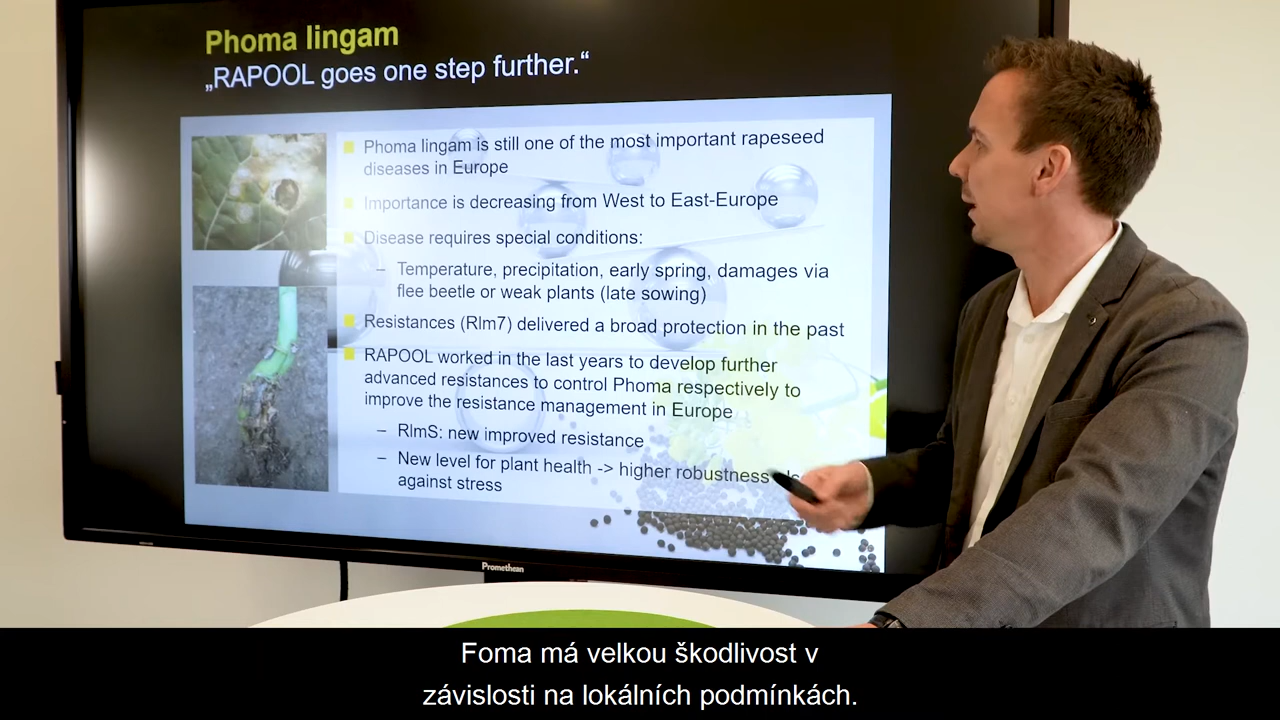 Phoma lingam
„RAPOOL goes one step further.“
Phoma lingam is still one of the most important rapeseed
diseases in Europe
Importance is decreasing from West to East-Europe
Disease requires special conditions:
– Temperature, precipitation, early spring, damages via
flee beetle or weak plants (late sowing)
Resistances (Rlm7) delivered a broad protection in the past
RAPOOL worked in the last years to develop further
advanced resistances to control Phoma respectively to
improve the resistance management in Europe
– RlmS: new improved resistance
– New level for plant health -> higher robustness
against stress
Promethean
Foma má velkou škodlivost v
závislosti na lokálních podmínkách.